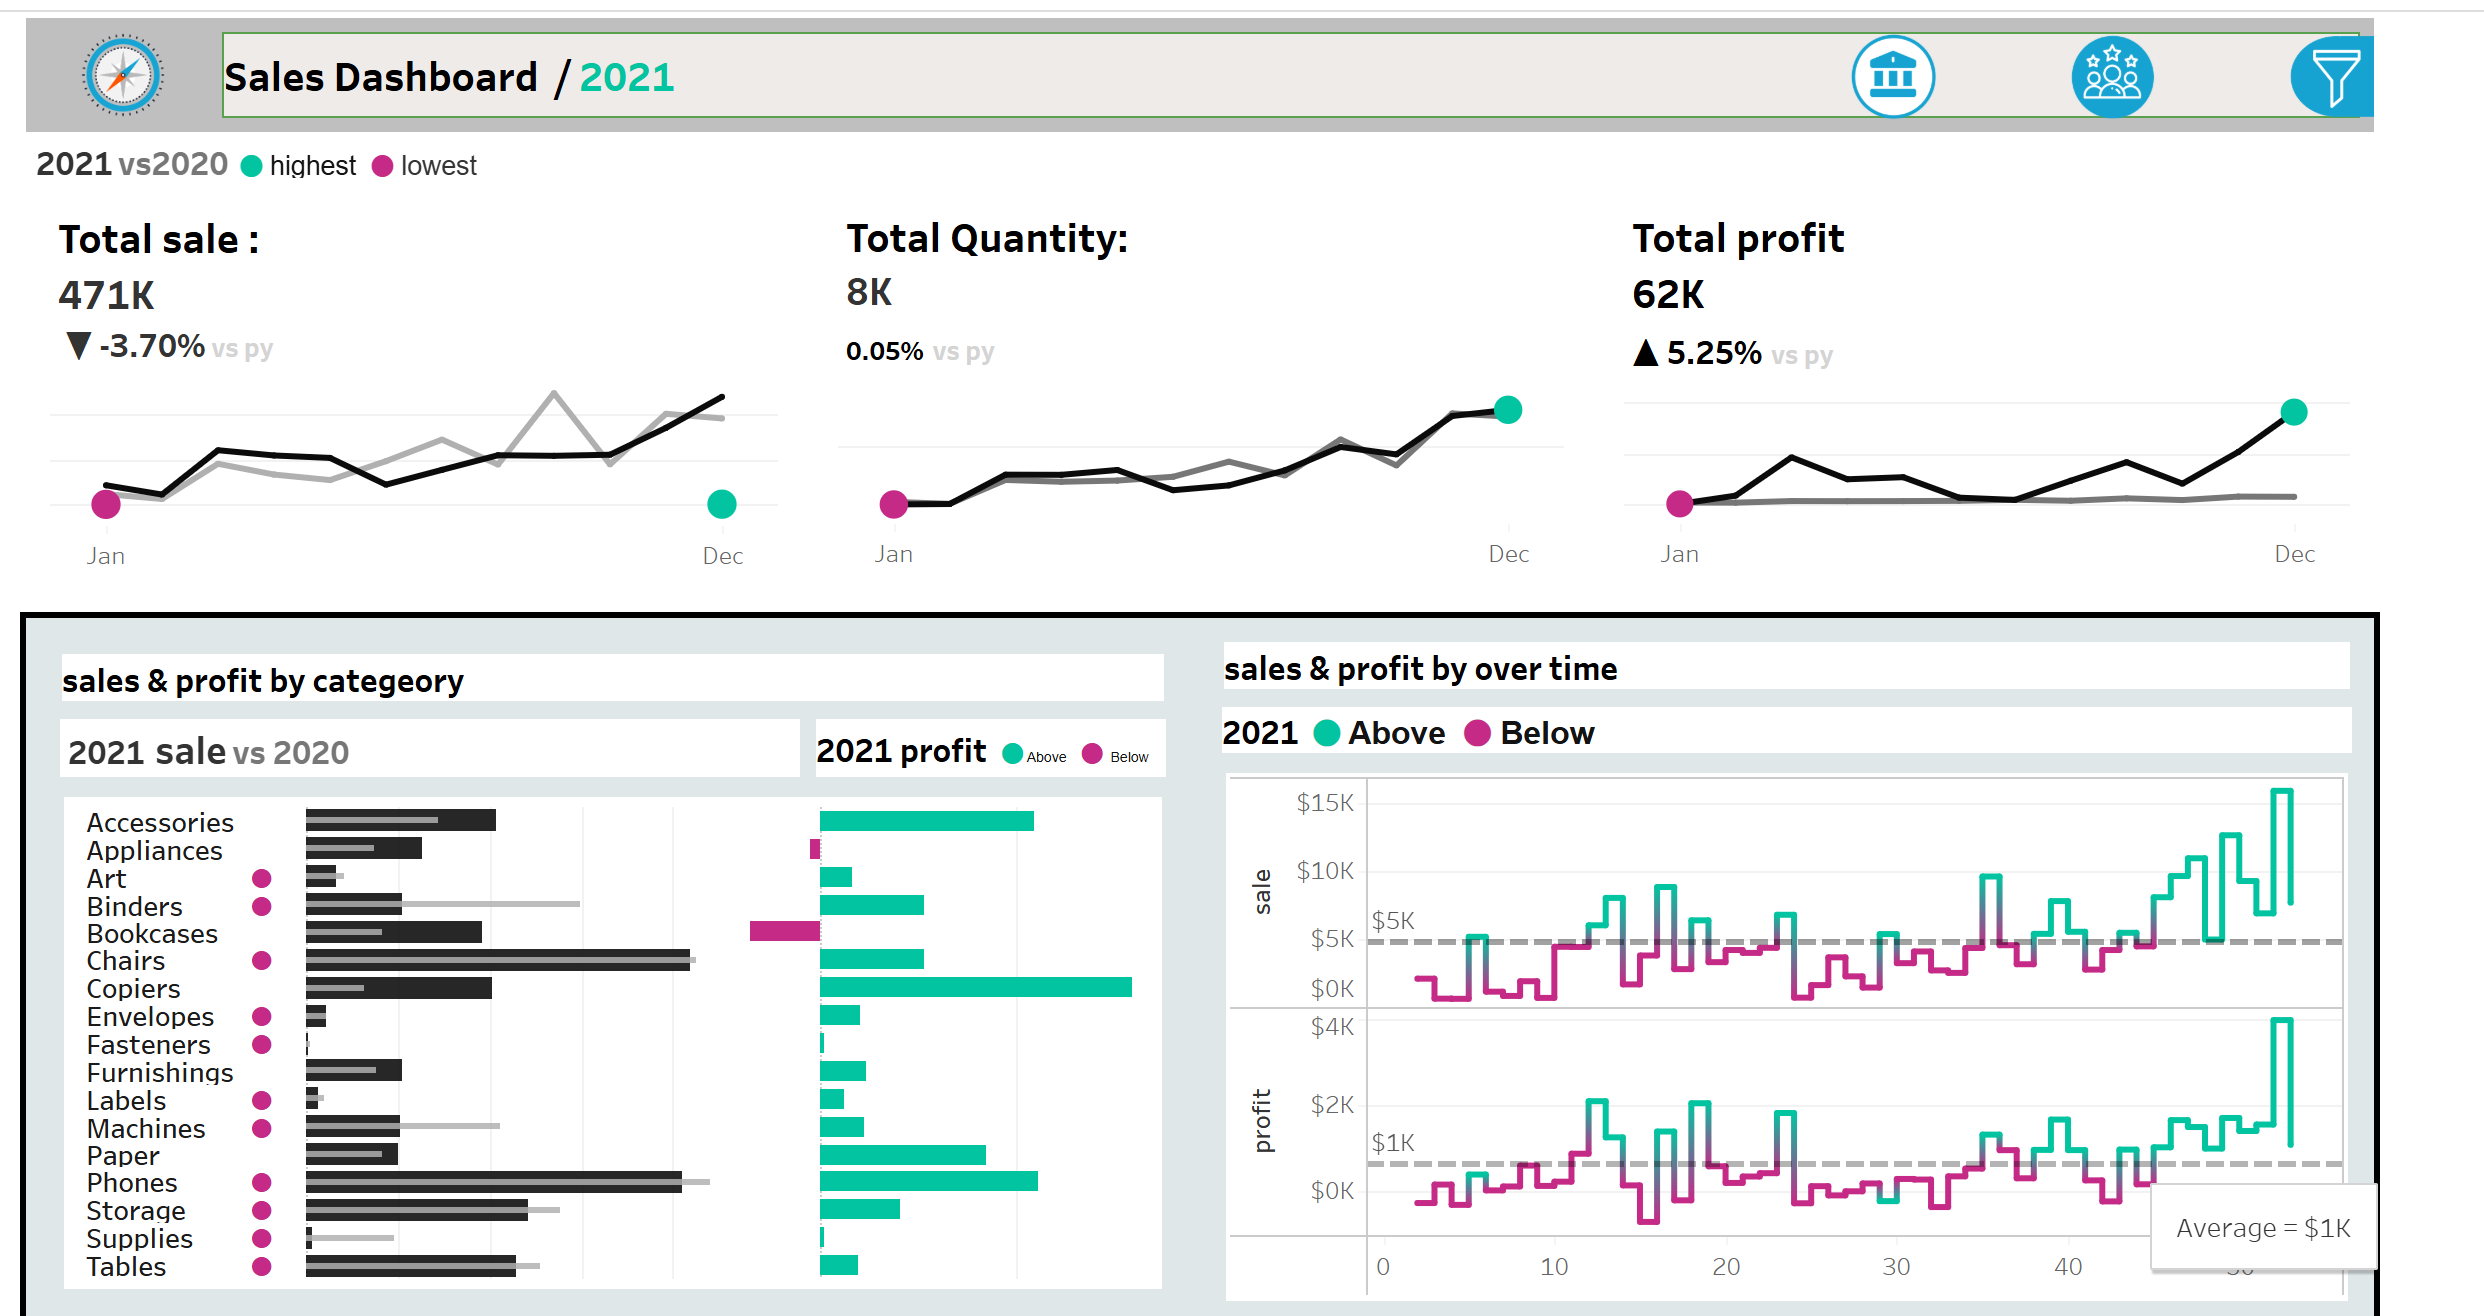 Sales Dashboard / 2021
2021 vs2020 highest lowest
Total sale :
471K
▼ -3.70% vs py
Jan Dec
Total Quantity:
8K
0.05% vs py
Jan Dec
Total profit
62K
▲ 5.25% vs py
Jan Dec
sales & profit by categeory
2021 sale vs 2020
2021 profit Above Below
Accessories
Appliances
Art
Binders
Bookcases
Chairs
Copiers
Envelopes
Fasteners
Furnishings
Labels
Machines
Paper
Phones
Storage
Supplies
Tables
sales & profit by over time
2021 Above Below
sale
$15K
$10K
$5K
$5K
$0K
profit
$4K
$2K
$1K
$0K
Average = $1K
0 10 20 30 40